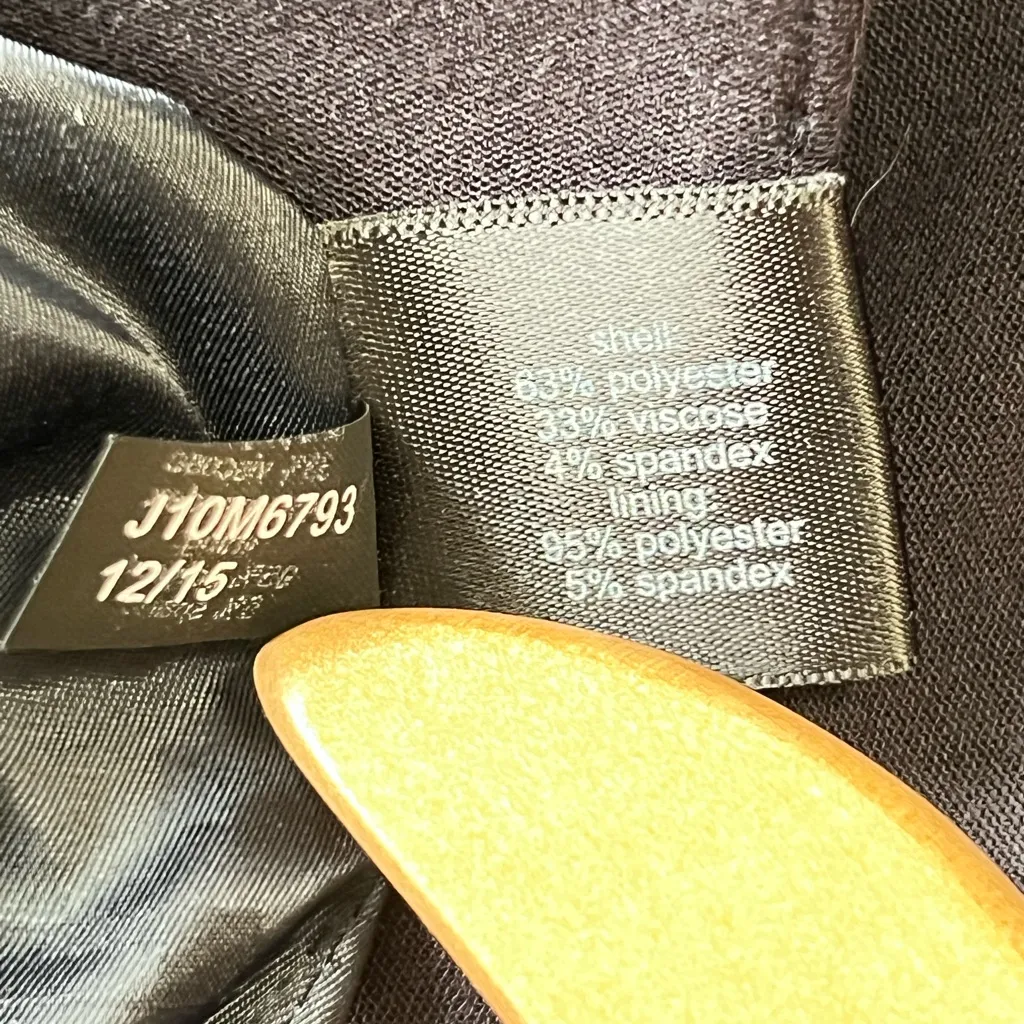 J10M6793
12/15
shell:
63% polyester
33% viscose
4% spandex
lining:
95% polyester
5% spandex